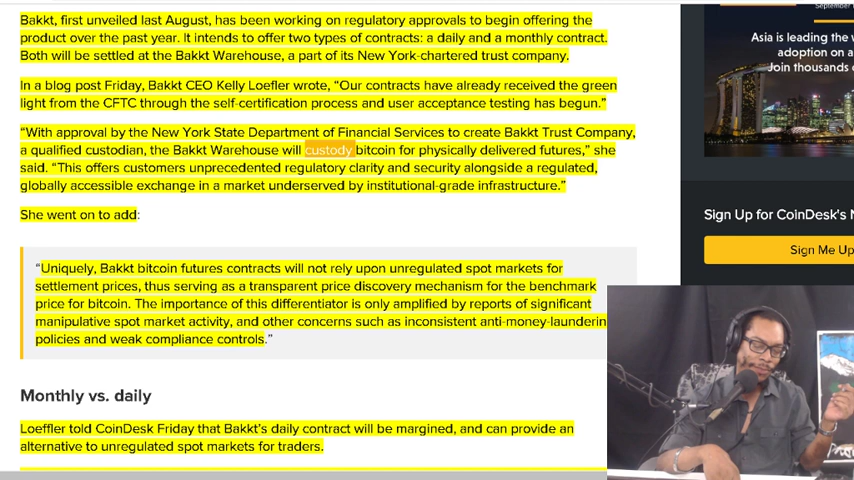 Bakkt, first unveiled last August, has been working on regulatory approvals to begin offering the
product over the past year. It intends to offer two types of contracts: a daily and a monthly contract.
Both will be settled at the Bakkt Warehouse, a part of its New York-chartered trust company.
In a blog post Friday, Bakkt CEO Kelly Loefler wrote, “Our contracts have already received the green
light from the CFTC through the self-certification process and user acceptance testing has begun.”
“With approval by the New York State Department of Financial Services to create Bakkt Trust Company,
a qualified custodian, the Bakkt Warehouse will custody bitcoin for physically delivered futures,” she
said. “This offers customers unprecedented regulatory clarity and security alongside a regulated,
globally accessible exchange in a market underserved by institutional-grade infrastructure.”
She went on to add:
“Uniquely, Bakkt bitcoin futures contracts will not rely upon unregulated spot markets for
settlement prices, thus serving as a transparent price discovery mechanism for the benchmark
price for bitcoin. The importance of this differentiator is only amplified by reports of significant
manipulative spot market activity, and other concerns such as inconsistent anti-money-launderin
policies and weak compliance controls.”
Monthly vs. daily
Loeffler told CoinDesk Friday that Bakkt’s daily contract will be margined, and can provide an
alternative to unregulated spot markets for traders.
September
Asia is leading the
adoption on a
Join thousands
Sign Up for CoinDesk's
Sign Me Up